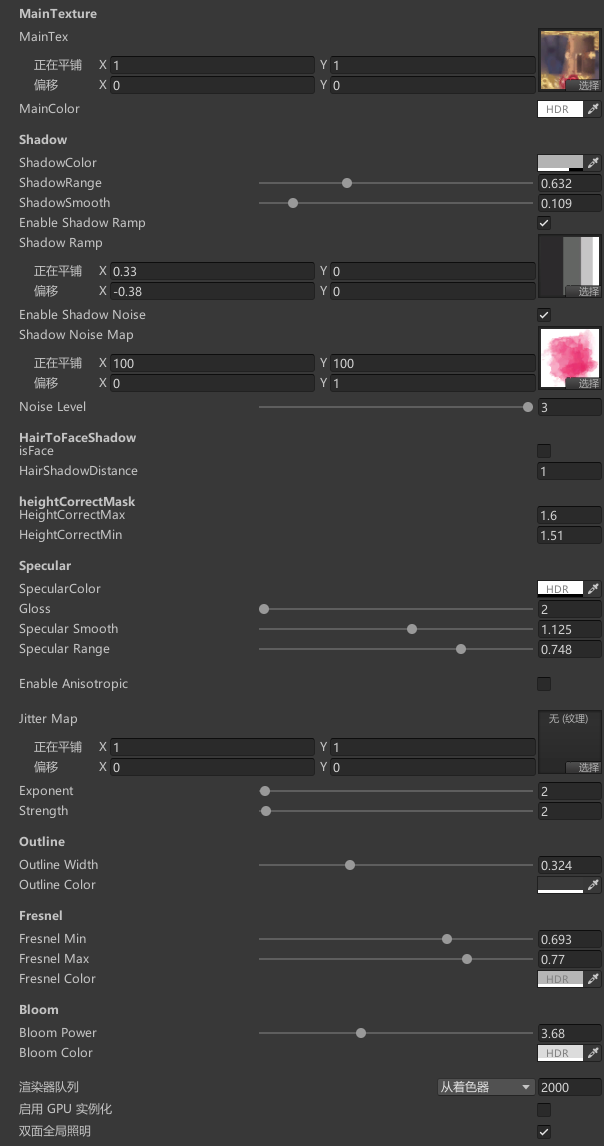 MainTexture
MainTex
正在平铺 X 1 Y 1
偏移 X 0 Y 0
选择
MainColor HDR
Shadow
ShadowColor
ShadowRange 0.632
ShadowSmooth 0.109
Enable Shadow Ramp
Shadow Ramp
正在平铺 X 0.33 Y 0
偏移 X -0.38 Y 0
选择
Enable Shadow Noise
Shadow Noise Map
正在平铺 X 100 Y 100
偏移 X 0 Y 1
选择
Noise Level 3
HairToFaceShadow
isFace
HairShadowDistance 1
heightCorrectMask
HeightCorrectMax 1.6
HeightCorrectMin 1.51
Specular
SpecularColor HDR
Gloss 2
Specular Smooth 1.125
Specular Range 0.748
Enable Anisotropic
Jitter Map 无 (纹理)
正在平铺 X 1 Y 1
偏移 X 0 Y 0
选择
Exponent 2
Strength 2
Outline
Outline Width 0.324
Outline Color
Fresnel
Fresnel Min 0.693
Fresnel Max 0.77
Fresnel Color HDR
Bloom
Bloom Power 3.68
Bloom Color HDR
渲染器队列 从着色器 2000
启用 GPU 实例化
双面全局照明